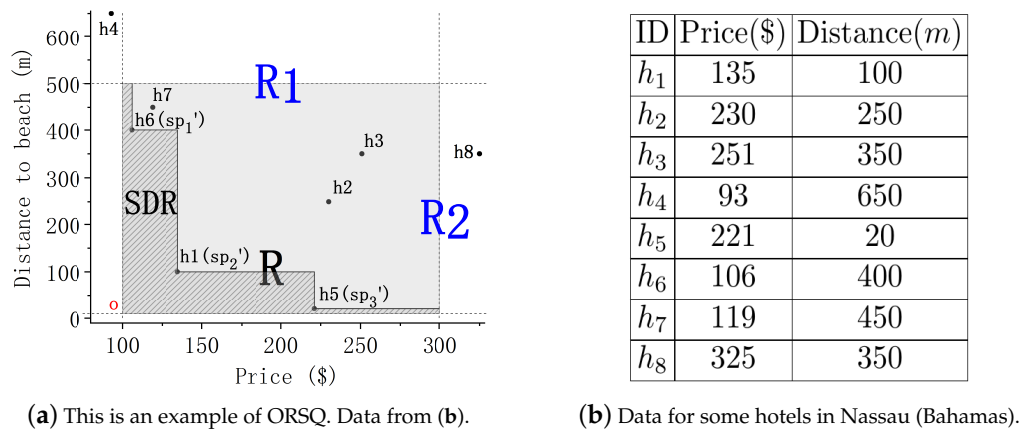 h4
600
500
400
300
200
100
0
Distance to beach (m)
R1
h7
h6(sp₁')
h3
h8
h2
SDR
R2
h1(sp₂')
R
h5(sp₃')
o
100 150 200 250 300
Price ($)
(a) This is an example of ORSQ. Data from (b).
ID Price($) Distance(m)
h₁ 135 100
h₂ 230 250
h₃ 251 350
h₄ 93 650
h₅ 221 20
h₆ 106 400
h₇ 119 450
h₈ 325 350
(b) Data for some hotels in Nassau (Bahamas).